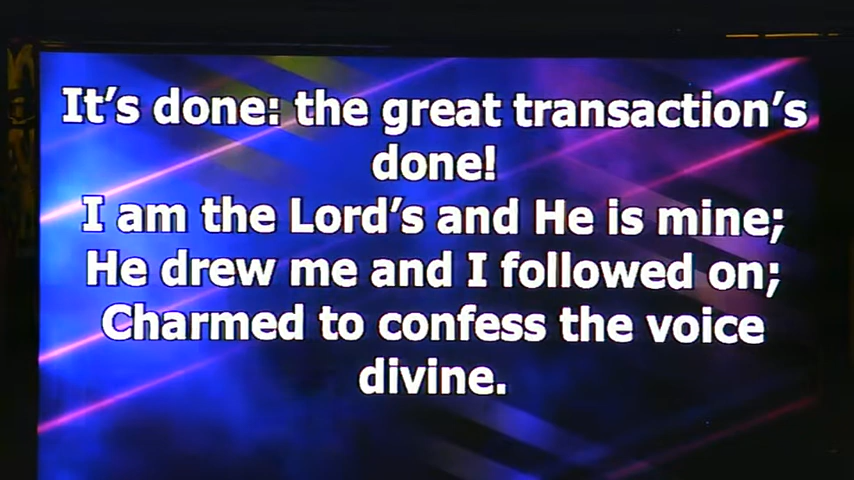 It's done: the great transaction's
done!
I am the Lord's and He is mine;
He drew me and I followed on;
Charmed to confess the voice
divine.